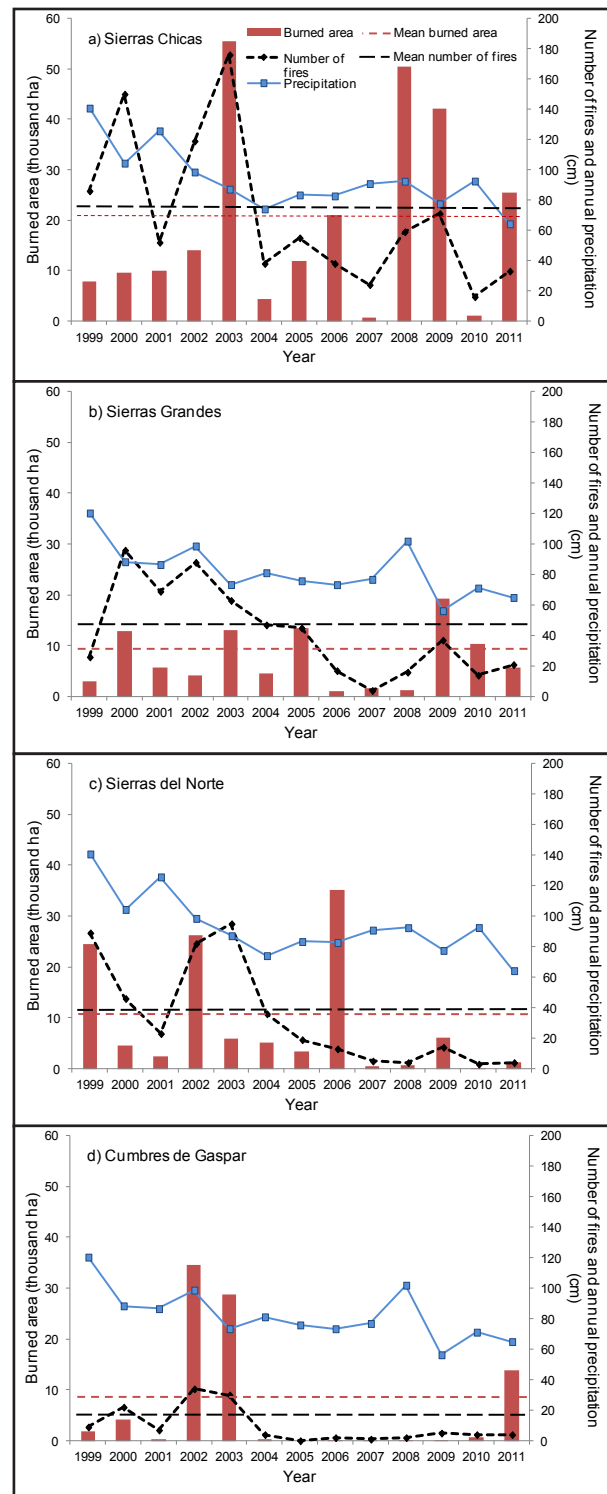 a) Sierras Chicas
Burned area
Mean burned area
Number of
fires
Mean number of fires
Precipitation
Burned area (thousand ha)
60
50
40
30
20
10
0
200
180
160
140
120
100
80
60
40
20
0
Number of fires and annual precipitation
(cm)
1999 2000 2001 2002 2003 2004 2005 2006 2007 2008 2009 2010 2011
Year
b) Sierras Grandes
Burned area (thousand ha)
60
50
40
30
20
10
0
200
180
160
140
120
100
80
60
40
20
0
Number of fires and annual precipitation
(cm)
1999 2000 2001 2002 2003 2004 2005 2006 2007 2008 2009 2010 2011
Year
c) Sierras del Norte
Burned area (thousand ha)
60
50
40
30
20
10
0
200
180
160
140
120
100
80
60
40
20
0
Number of fires and annual precipitation
(cm)
1999 2000 2001 2002 2003 2004 2005 2006 2007 2008 2009 2010 2011
Year
d) Cumbres de Gaspar
Burned area (thousand ha)
60
50
40
30
20
10
0
200
180
160
140
120
100
80
60
40
20
0
Number of fires and annual precipitation
(cm)
1999 2000 2001 2002 2003 2004 2005 2006 2007 2008 2009 2010 2011
Year